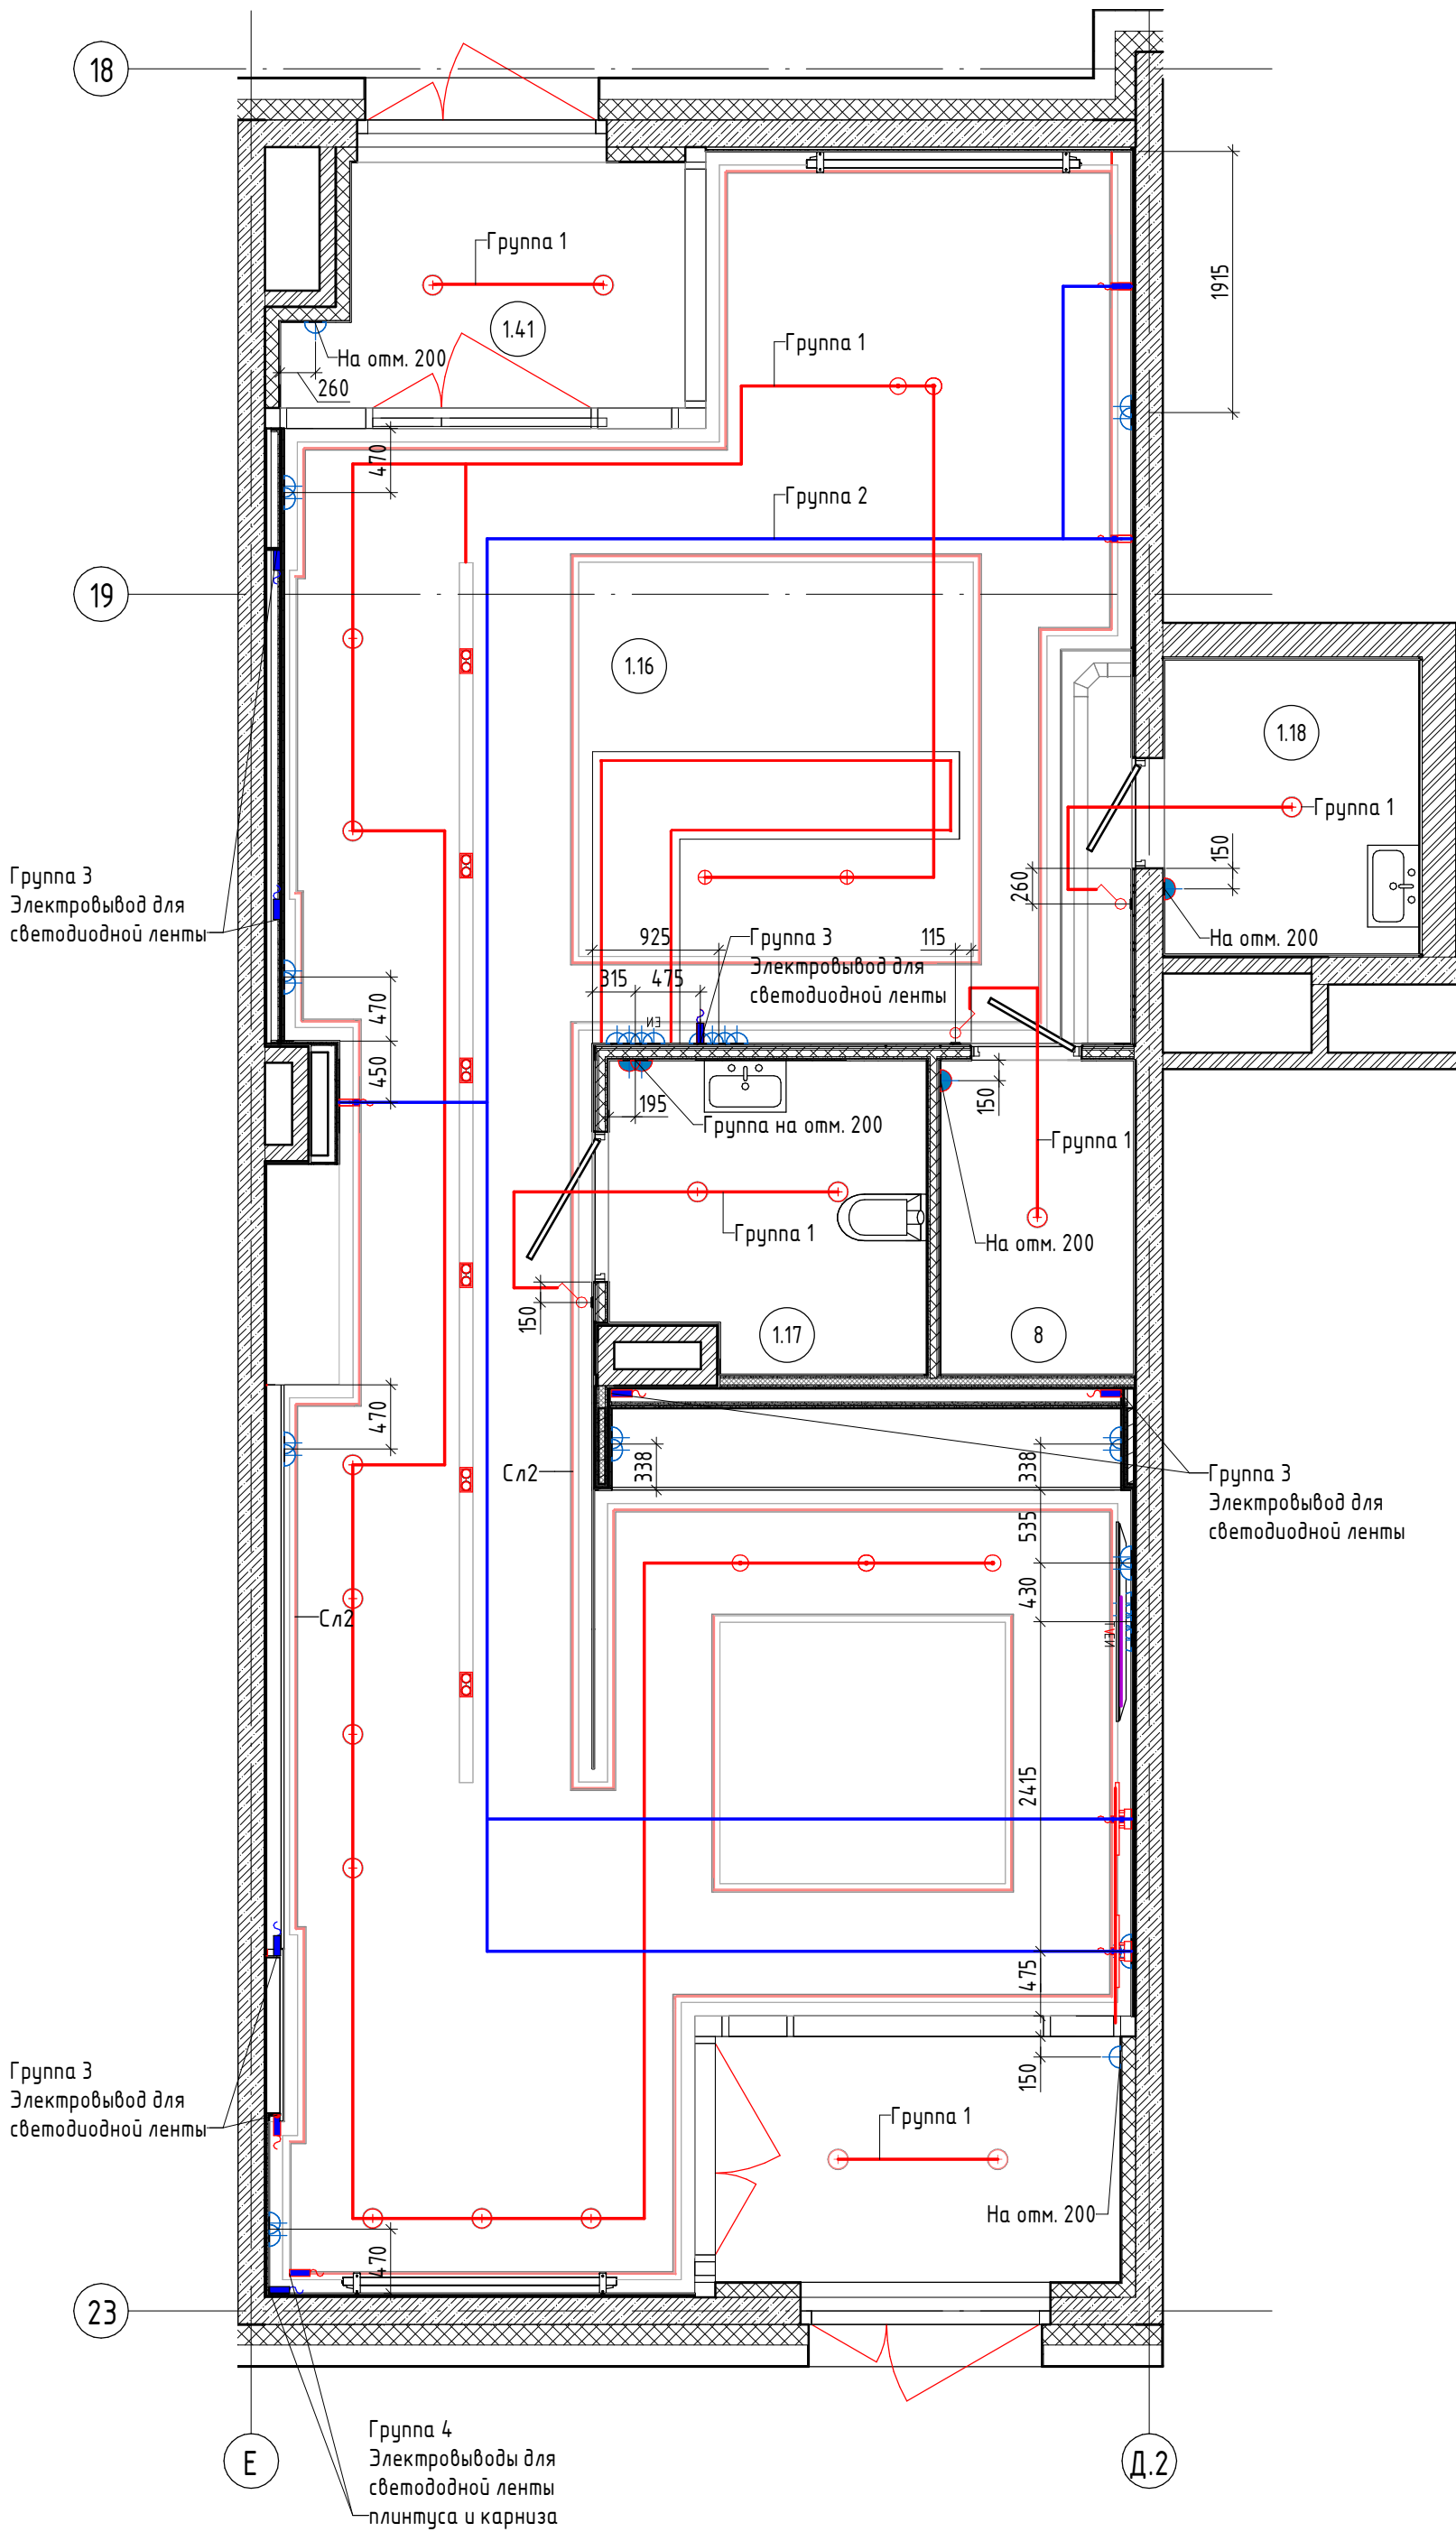 18
Группа 1
1915
1.41
Группа 1
На отм. 200
260
470
Группа 2
19
1.16
1.18
Группа 1
150
Группа 3
Электровывод для
светодиодной ленты
260
925
Группа 3
115
На отм. 200
Электровывод для
315
475
светодиодной ленты
470
EN
450
150
195
Группа на отм. 200
Группа 1
Группа 1
На отм. 200
150
1.17
8
470
338
338
Сл2
Группа 3
Электровывод для
светодиодной ленты
535
430
Сл2
2415
475
Группа 3
Электровывод для
светодиодной ленты
150
Группа 1
На отм. 200
470
23
Группа 4
Электровыводы для
светододной ленты
плинтуса и карниза
Е
Д.2